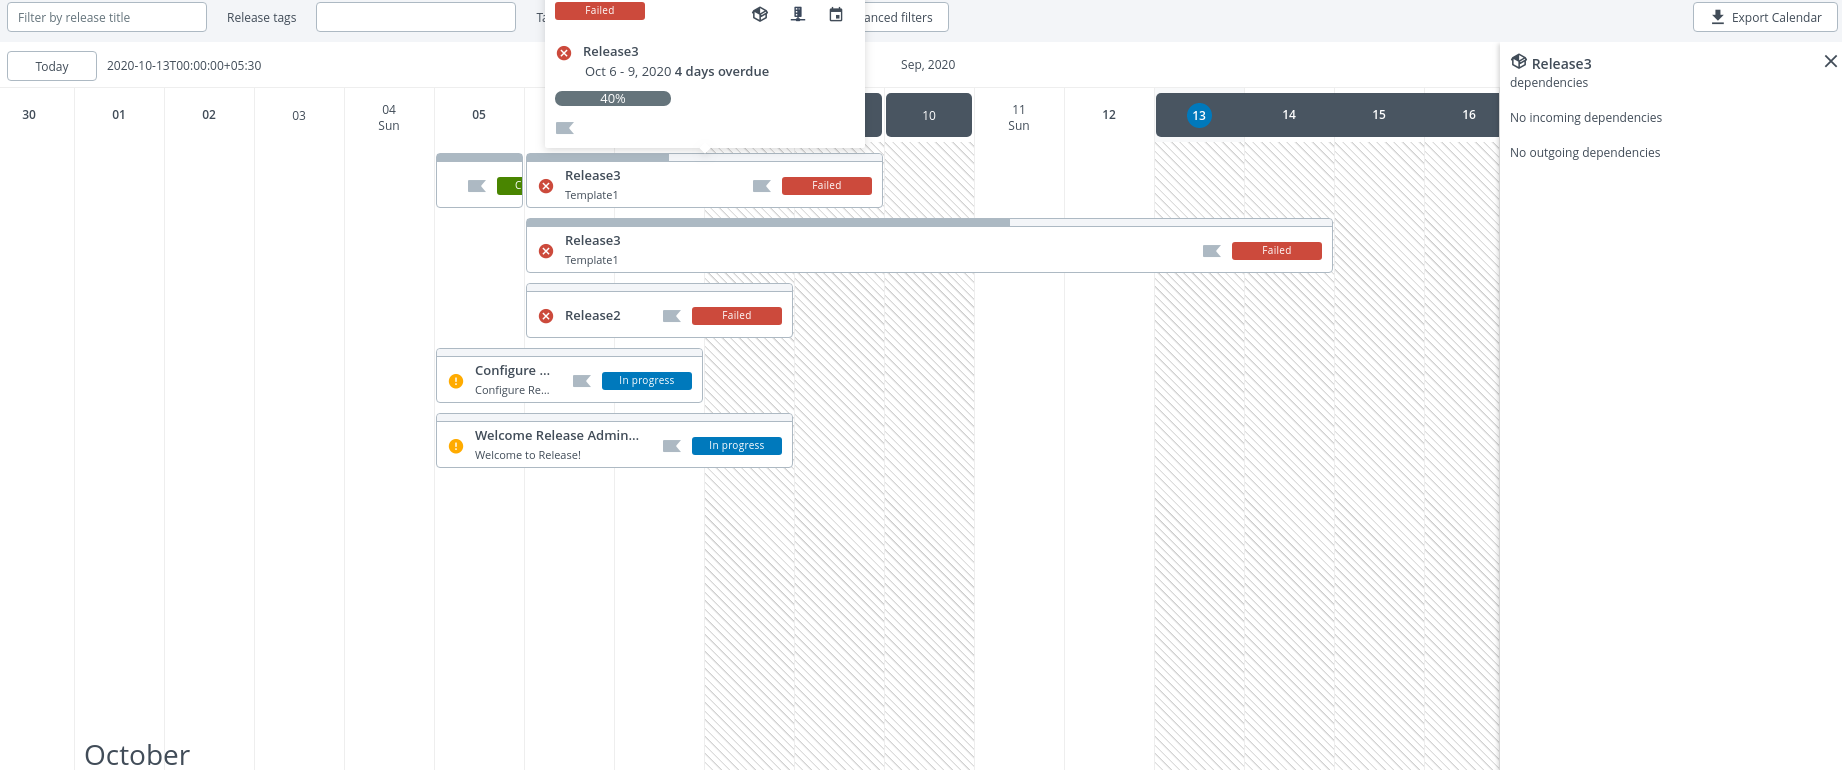 Filter by release title
Release tags
Ta
Failed
anced filters
Export Calendar
Release3
Oct 6 - 9, 2020 4 days overdue
40%
Today
2020-10-13T00:00:00+05:30
Sep, 2020
Release3
dependencies
No incoming dependencies
No outgoing dependencies
30
01
02
03
04
Sun
05
10
11
Sun
12
13
14
15
16
C
Release3
Template1
Failed
Release3
Template1
Failed
Release2
Failed
Configure ...
Configure Re...
In progress
Welcome Release Admin...
Welcome to Release!
In progress
October